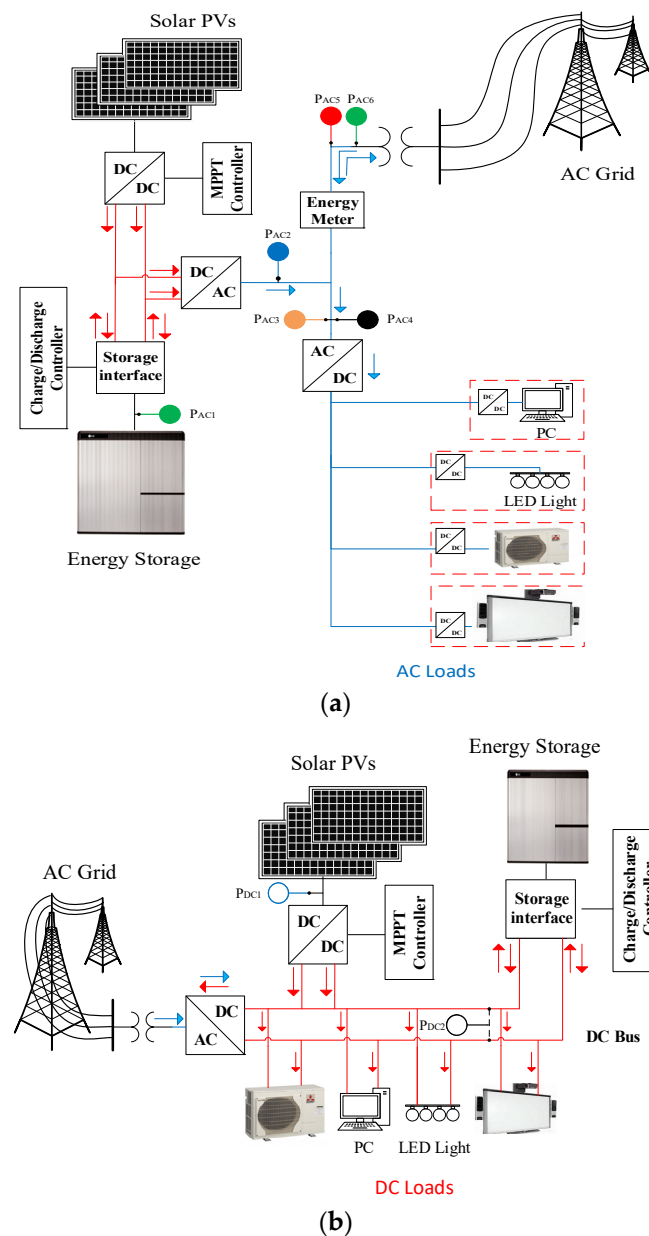 Solar PVs
PAC5 PAC6
DC
DC
MPPT
Controller
AC Grid
Energy
Meter
PAC2
DC
AC
PAC3
PAC4
Charge/Discharge
Controller
Storage
interface
AC
DC
PAC1
DC
DC
PC
DC
DC
LED Light
Energy Storage
DC
DC
DC
DC
AC Loads
(a)
Energy Storage
Solar PVs
AC Grid
PDC1
DC
DC
MPPT
Controller
Storage
interface
Charge/Discharge
Controller
DC
AC
PDC2
DC Bus
PC
LED Light
DC Loads
(b)